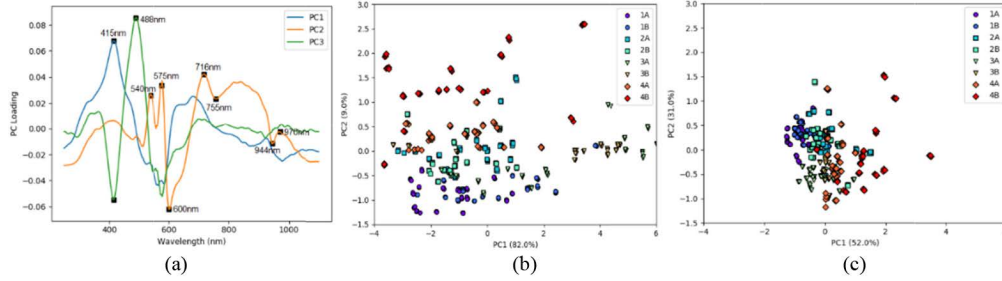 PC1
PC2
PC3
488nm
415nm
540nm
575nm
716nm
755nm
970nm
944nm
600nm
0.08
0.06
0.04
0.02
0.00
−0.02
−0.04
−0.06
PC Loading
400 600 800 1000
Wavelength (nm)
(a)
1A
1B
2A
2B
3A
3B
4A
4B
3.0
2.5
2.0
1.5
1.0
0.5
0.0
−0.5
−1.0
−1.5
PC2 (9.0%)
−4 −2 0 2 4 6
PC1 (82.0%)
(b)
1A
1B
2A
2B
3A
3B
4A
4B
3.0
2.5
2.0
1.5
1.0
0.5
0.0
−0.5
−1.0
−1.5
PC2 (31.0%)
−4 −2 0 2 4
PC1 (52.0%)
(c)